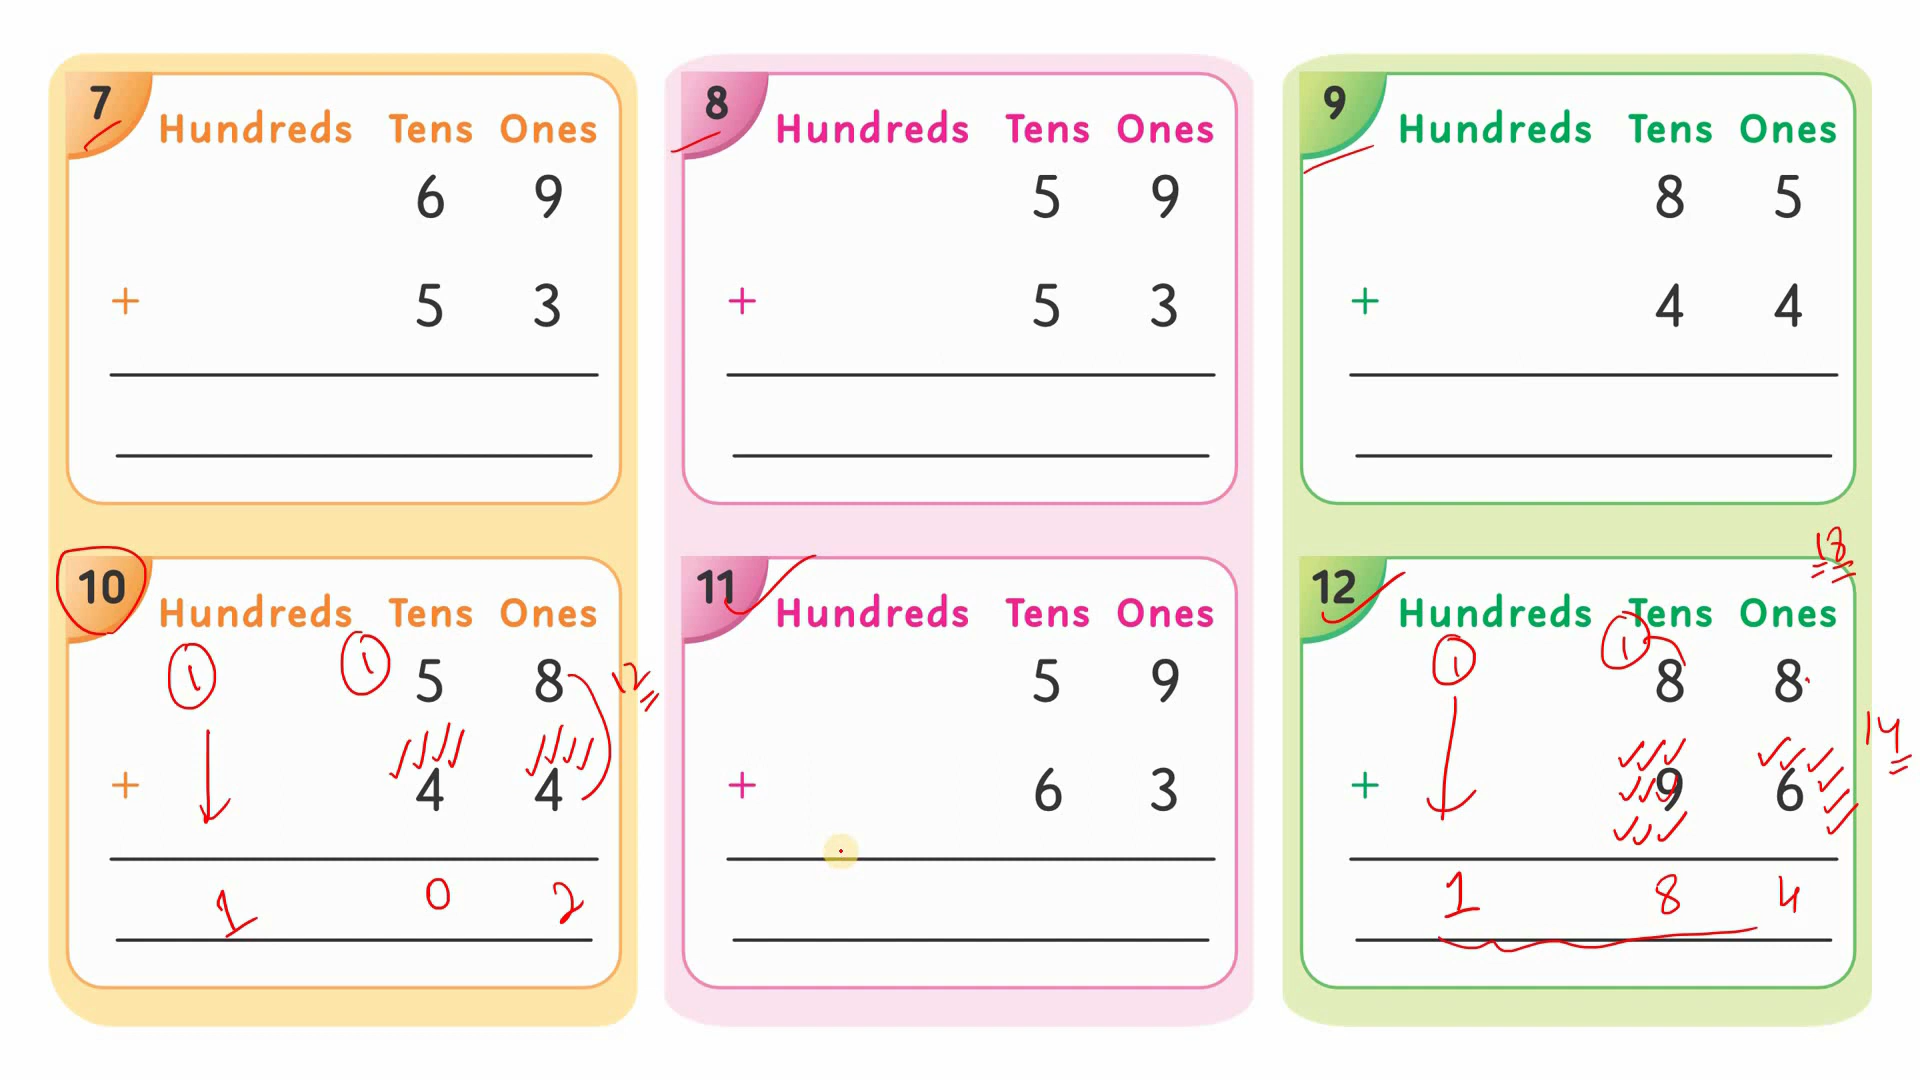 7
Hundreds Tens Ones
6 9
+ 5 3
8
Hundreds Tens Ones
5 9
+ 5 3
9
Hundreds Tens Ones
8 5
+ 4 4
10
Hundreds Tens Ones
1 1 5 8 12
+ 4 4
1 0 2
11
Hundreds Tens Ones
5 9
+ 6 3
18
12
Hundreds Tens Ones
1 1 8 8
14
+ 9 6
1 8 4